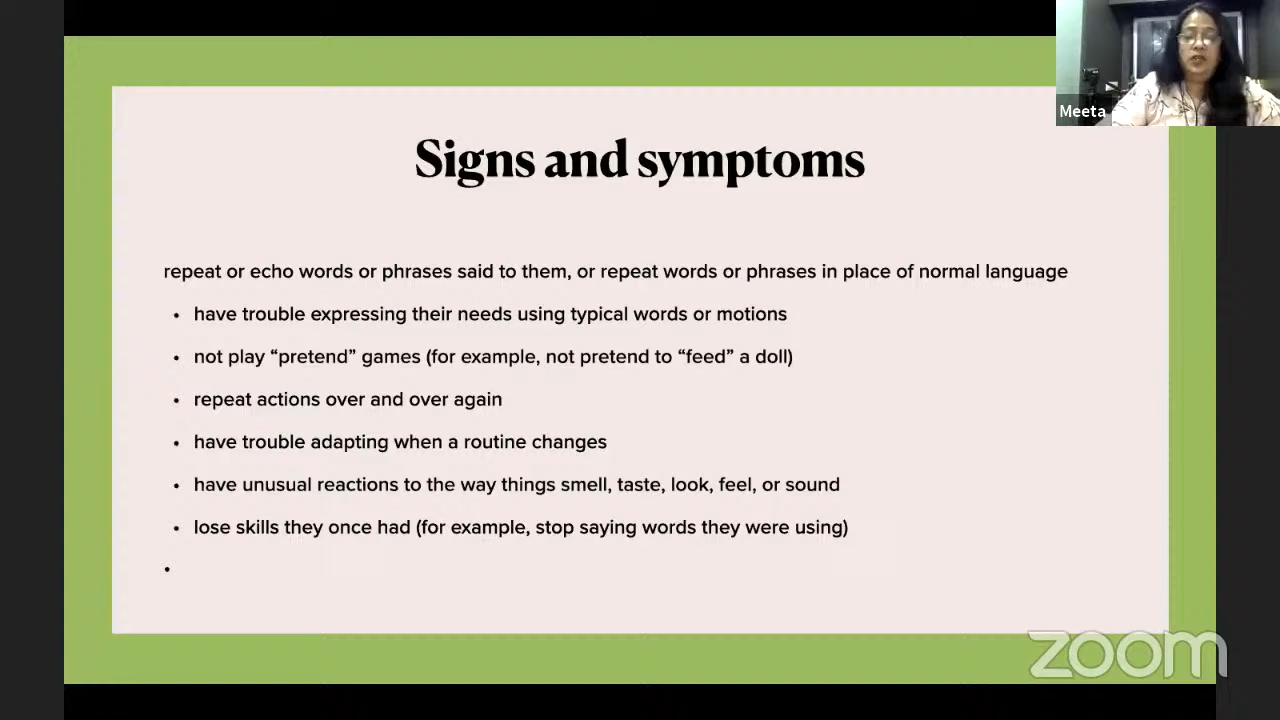 Meeta
Signs and symptoms
repeat or echo words or phrases said to them, or repeat words or phrases in place of normal language
• have trouble expressing their needs using typical words or motions
• not play “pretend” games (for example, not pretend to “feed” a doll)
• repeat actions over and over again
• have trouble adapting when a routine changes
• have unusual reactions to the way things smell, taste, look, feel, or sound
• lose skills they once had (for example, stop saying words they were using)
•
zoom